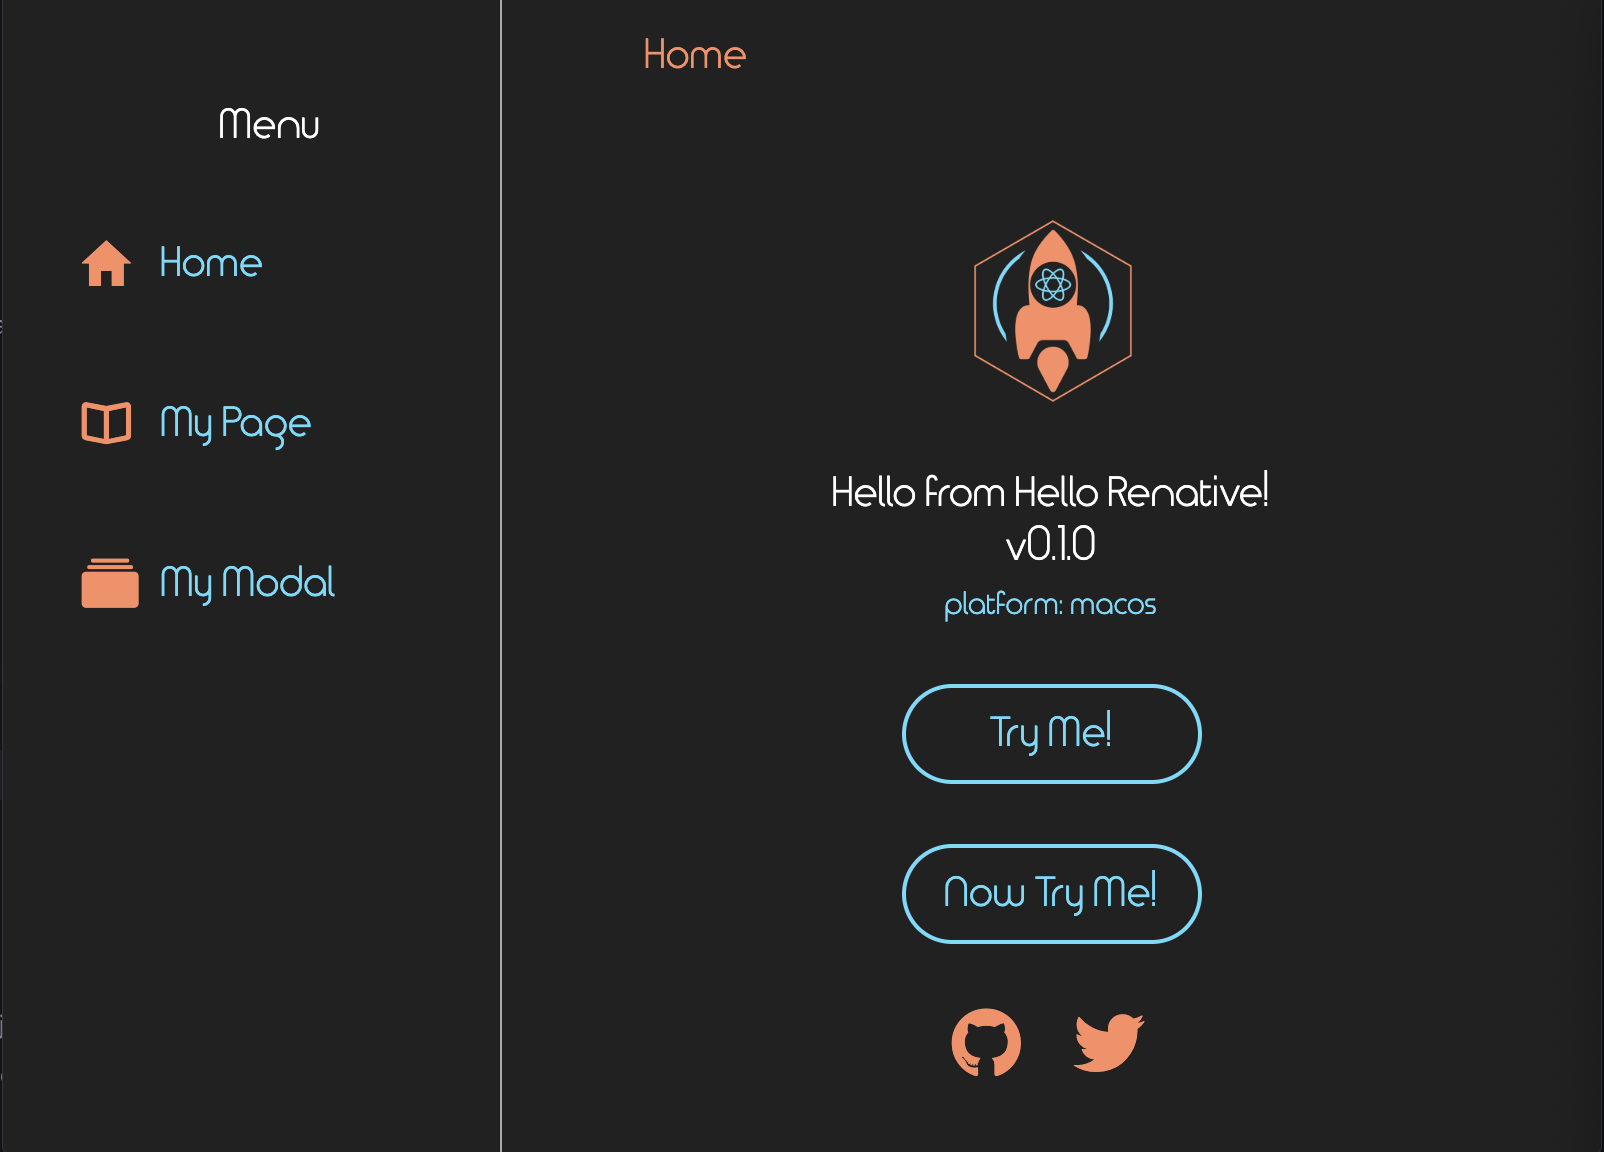 Menu
Home
My Page
My Modal
Home
Hello from Hello Renative!
v0.1.0
platform: macos
Try Me!
Now Try Me!